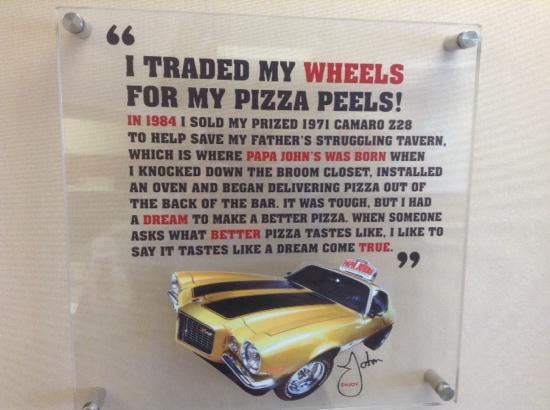 “
I TRADED MY WHEELS
FOR MY PIZZA PEELS!
IN 1984 I SOLD MY PRIZED 1971 CAMARO Z28
TO HELP SAVE MY FATHER'S STRUGGLING TAVERN,
WHICH IS WHERE PAPA JOHN'S WAS BORN WHEN
I KNOCKED DOWN THE BROOM CLOSET, INSTALLED
AN OVEN AND BEGAN DELIVERING PIZZA OUT OF
THE BACK OF THE BAR. IT WAS TOUGH, BUT I HAD
A DREAM TO MAKE A BETTER PIZZA. WHEN SOMEONE
ASKS WHAT BETTER PIZZA TASTES LIKE, I LIKE TO
SAY IT TASTES LIKE A DREAM COME TRUE.
”
PAPA JOHN'S
John
ENJOY